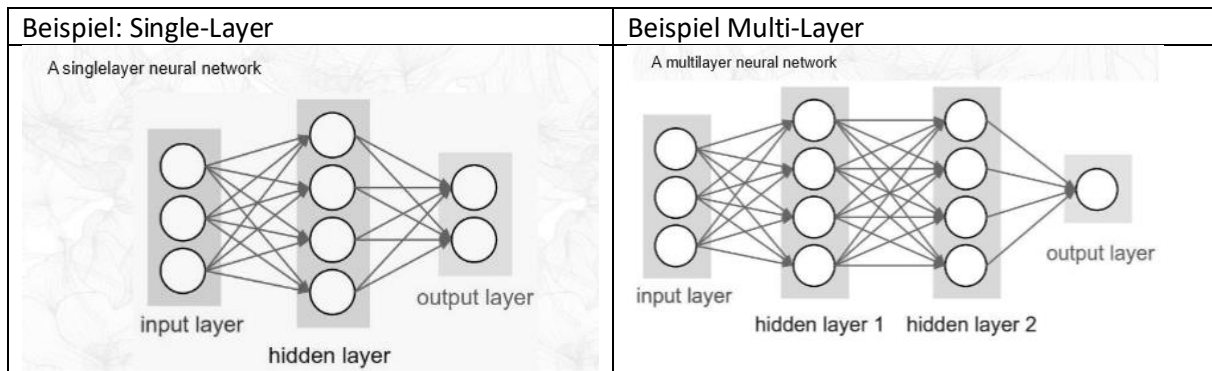 Beispiel: Single-Layer
A singlelayer neural network
input layer
hidden layer
output layer
Beispiel Multi-Layer
A multilayer neural network
input layer
hidden layer 1
hidden layer 2
output layer